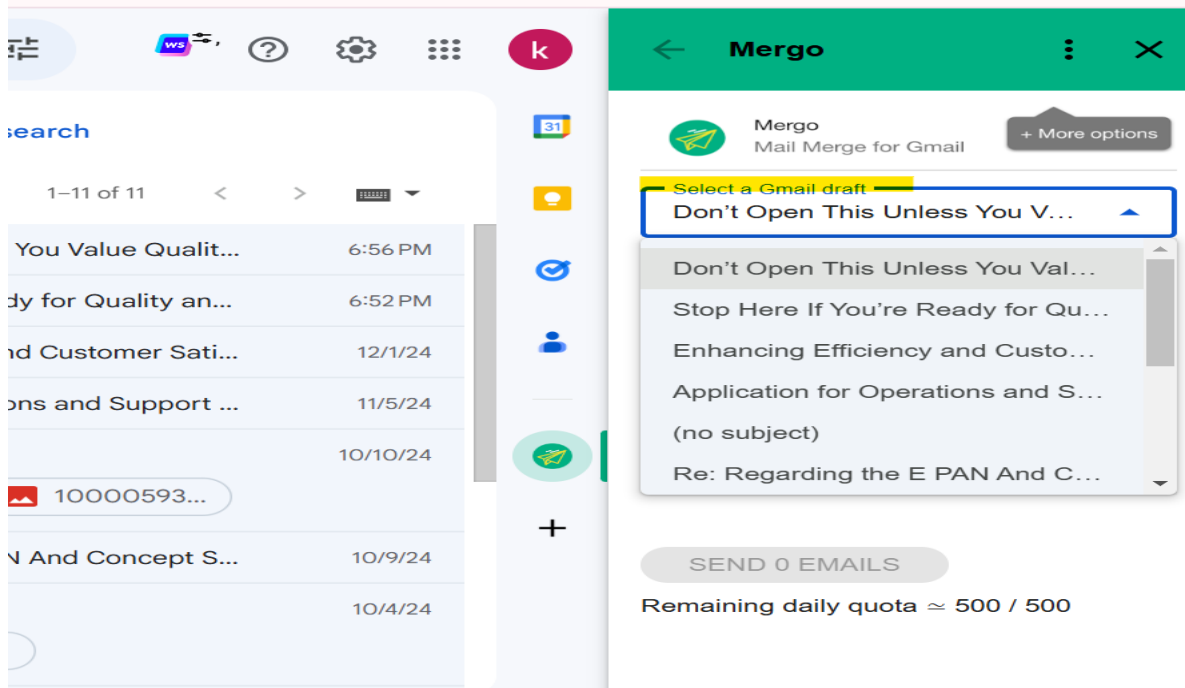 ws ,
k
search
1–11 of 11
You Value Qualit... 6:56 PM
dy for Quality an... 6:52 PM
nd Customer Sati... 12/1/24
ons and Support ... 11/5/24
10/10/24
10000593...
N And Concept S... 10/9/24
10/4/24
31
Mergo
Mergo
Mail Merge for Gmail
+ More options
Select a Gmail draft
Don't Open This Unless You V...
Don't Open This Unless You Val...
Stop Here If You're Ready for Qu...
Enhancing Efficiency and Custo...
Application for Operations and S...
(no subject)
Re: Regarding the E PAN And C...
SEND 0 EMAILS
Remaining daily quota ≃ 500 / 500